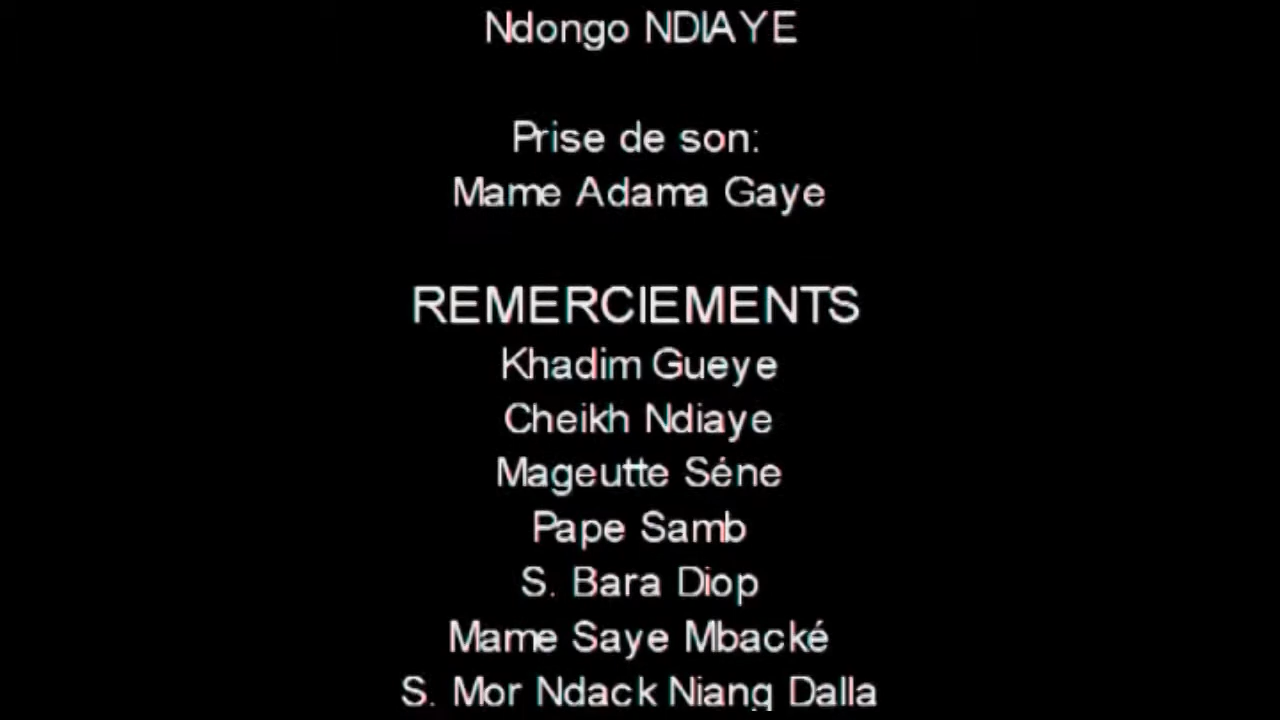 Ndongo NDIAYE
Prise de son:
Mame Adama Gaye
REMERCIEMENTS
Khadim Gueye
Cheikh Ndiaye
Mageutte Séne
Pape Samb
S. Bara Diop
Mame Saye Mbacké
S. Mor Ndack Niang Dalla